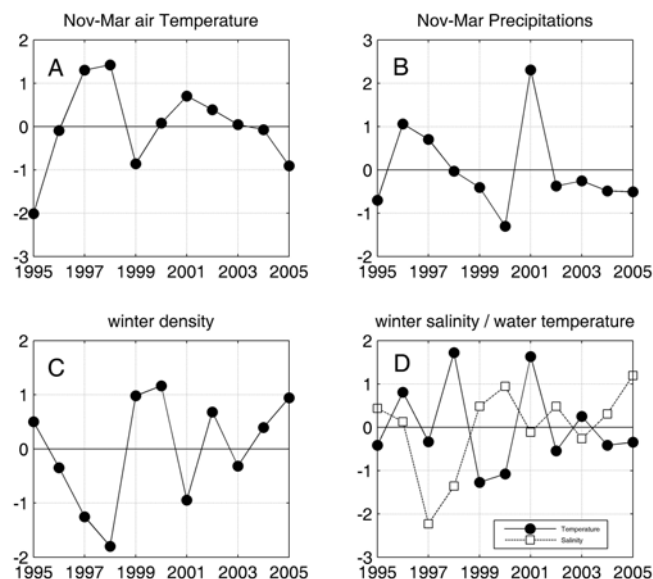 Nov-Mar air Temperature
A
2
1
0
-1
-2
-3
1995 1997 1999 2001 2003 2005
Nov-Mar Precipitations
B
3
2
1
0
-1
-2
1995 1997 1999 2001 2003 2005
winter density
C
2
1
0
-1
-2
1995 1997 1999 2001 2003 2005
winter salinity / water temperature
D
2
1
0
-1
-2
-3
Temperature
Salinity
1995 1997 1999 2001 2003 2005